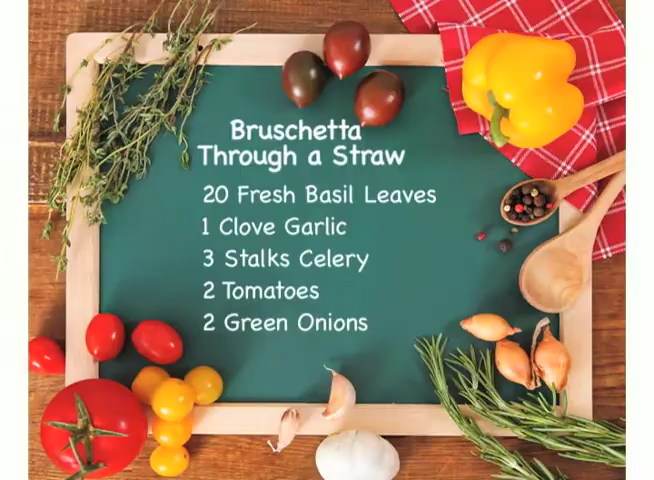 Bruschetta
Through a Straw
20 Fresh Basil Leaves
1 Clove Garlic
3 Stalks Celery
2 Tomatoes
2 Green Onions